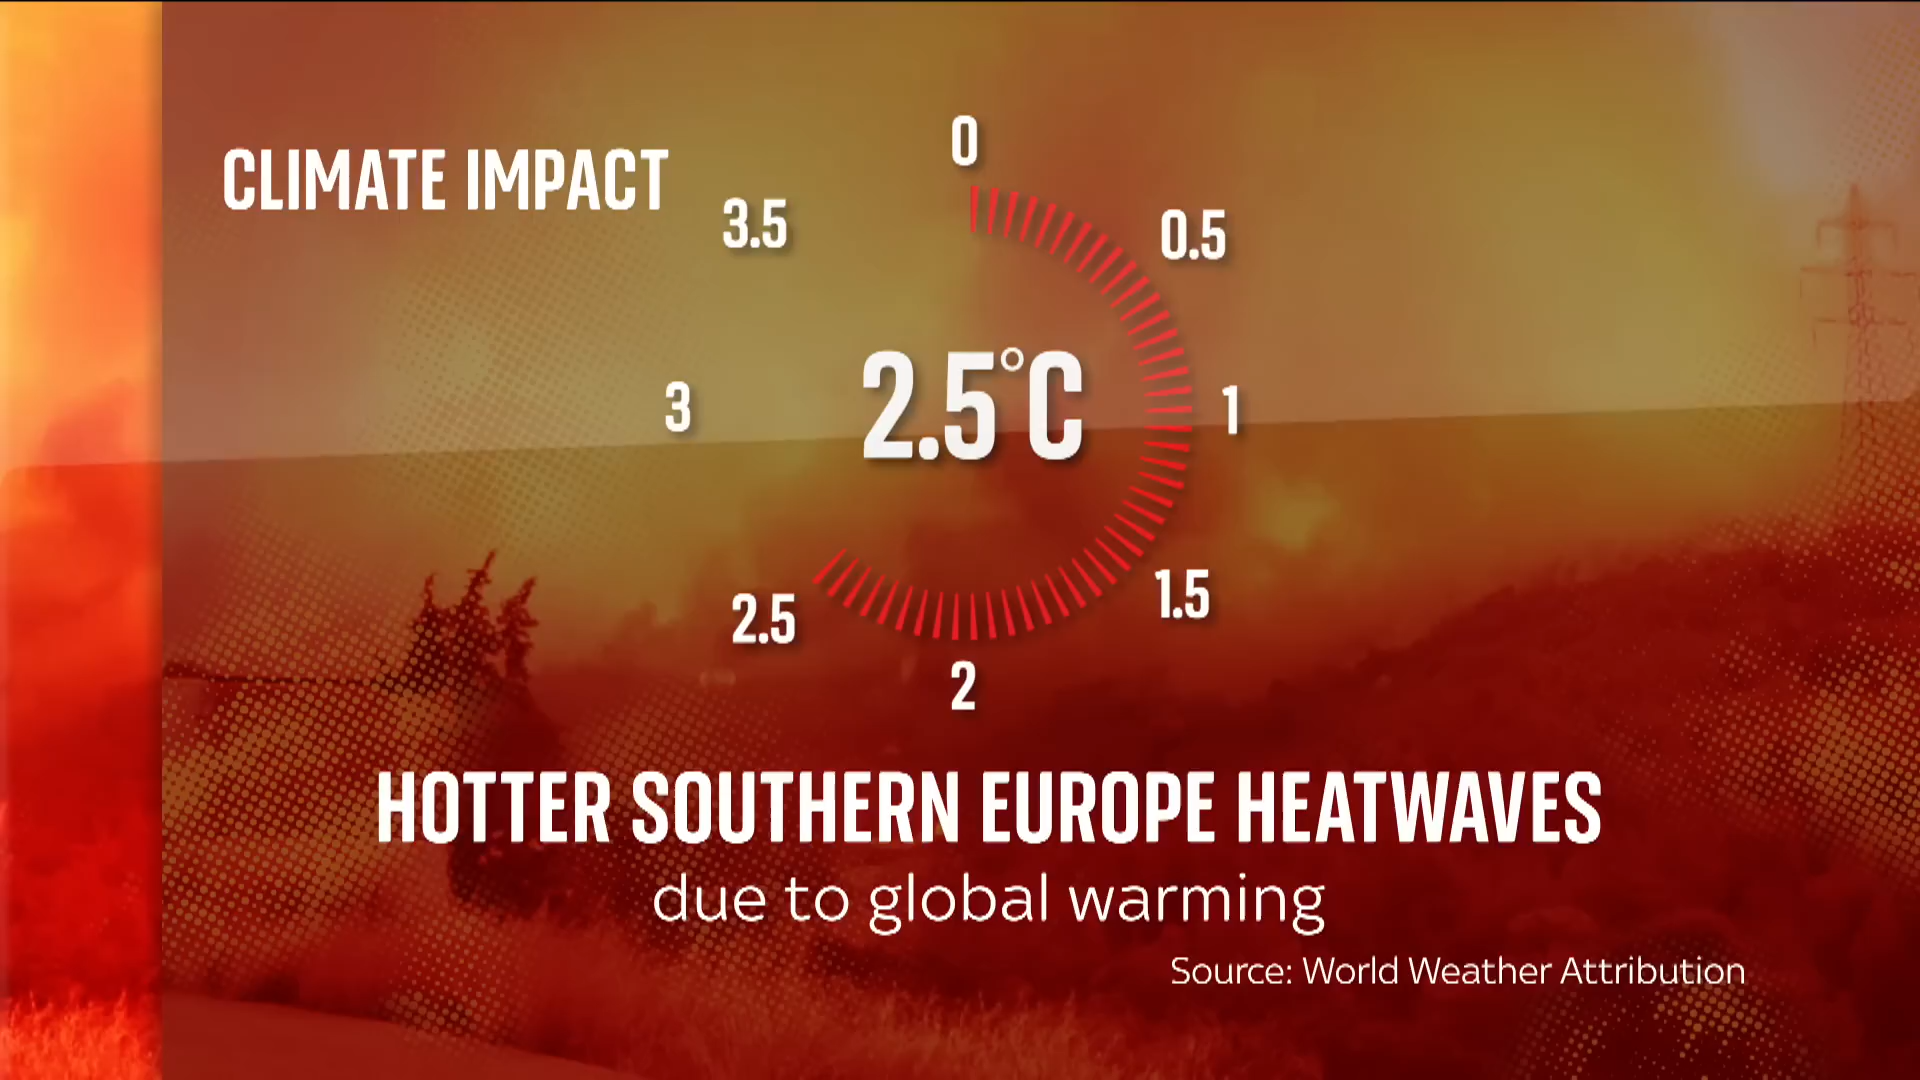 CLIMATE IMPACT
0
0.5
1
1.5
2
2.5
3
3.5
2.5°C
HOTTER SOUTHERN EUROPE HEATWAVES
due to global warming
Source: World Weather Attribution